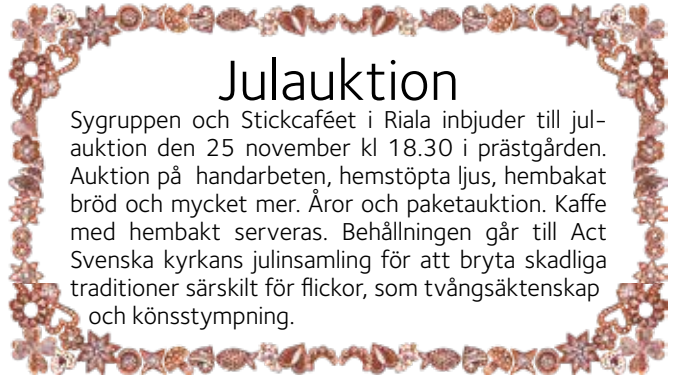 Julauktion
Sygruppen och Stickcaféet i Riala inbjuder till jul-
auktion den 25 november kl 18.30 i prästgården.
Auktion på handarbeten, hemstöpta ljus, hembakat
bröd och mycket mer. Åror och paketauktion. Kaffe
med hembakt serveras. Behållningen går till Act
Svenska kyrkans julinsamling för att bryta skadliga
traditioner särskilt för flickor, som tvångsäktenskap
och könsstympning.